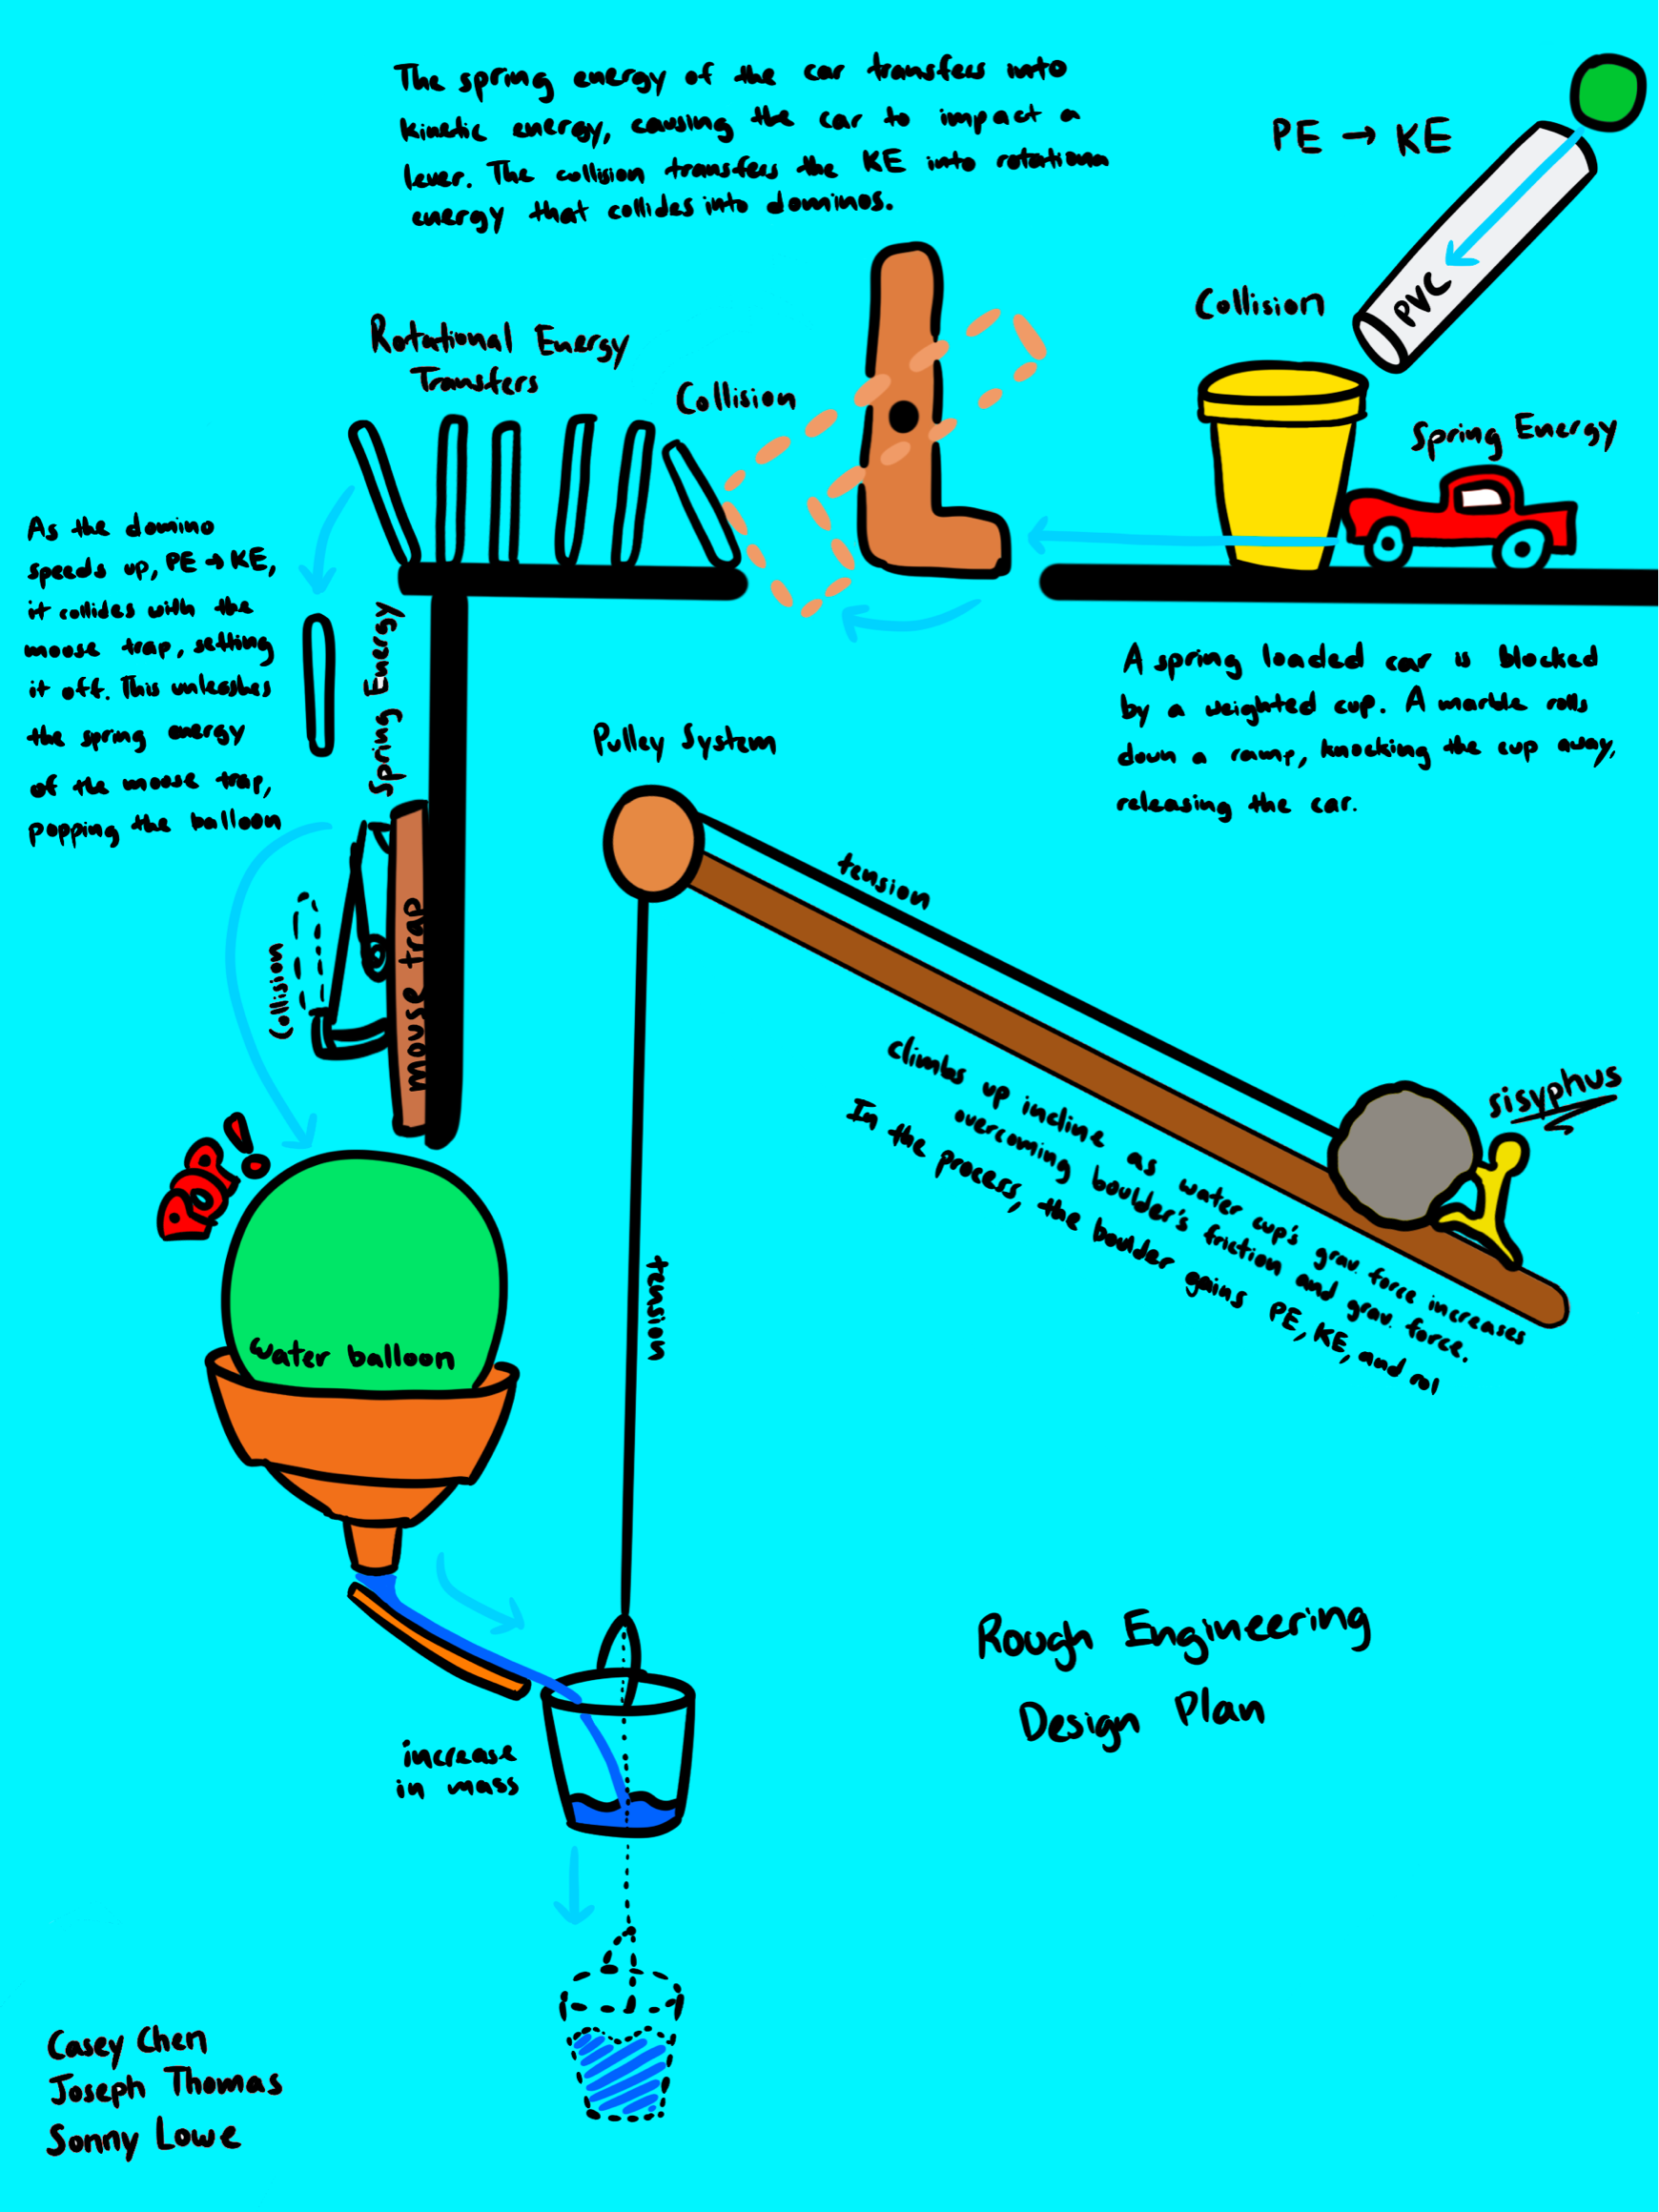 The spring energy of the car transfers into
kinetic energy, causing the car to impact a
lever. The collision transfers the KE into rotationa
energy that collides into dominos.
PE → KE
PVC
Collision
Spring Energy
A spring loaded car is blocked
by a weighted cup. A marble rolls
down a ramp, knocking the cup away,
releasing the car.
Collision
Rotational Energy
Transfers
As the domino
speeds up, PE → KE,
it collides with the
moose trap, setting
it off. This unleashes
the spring energy
of the moose trap,
popping the balloon
Spring Energy
mouse trap
Collision
POP!
water balloon
increase
in mass
Pulley System
tension
tension
sisyphus
climbs up incline as water cup's grav. force increases
overcoming boulder's friction and grav. force.
In the process, the boulder gains PE, KE, and rol
Rough Engineering
Design Plan
Casey Chen
Joseph Thomas
Sonny Lowe